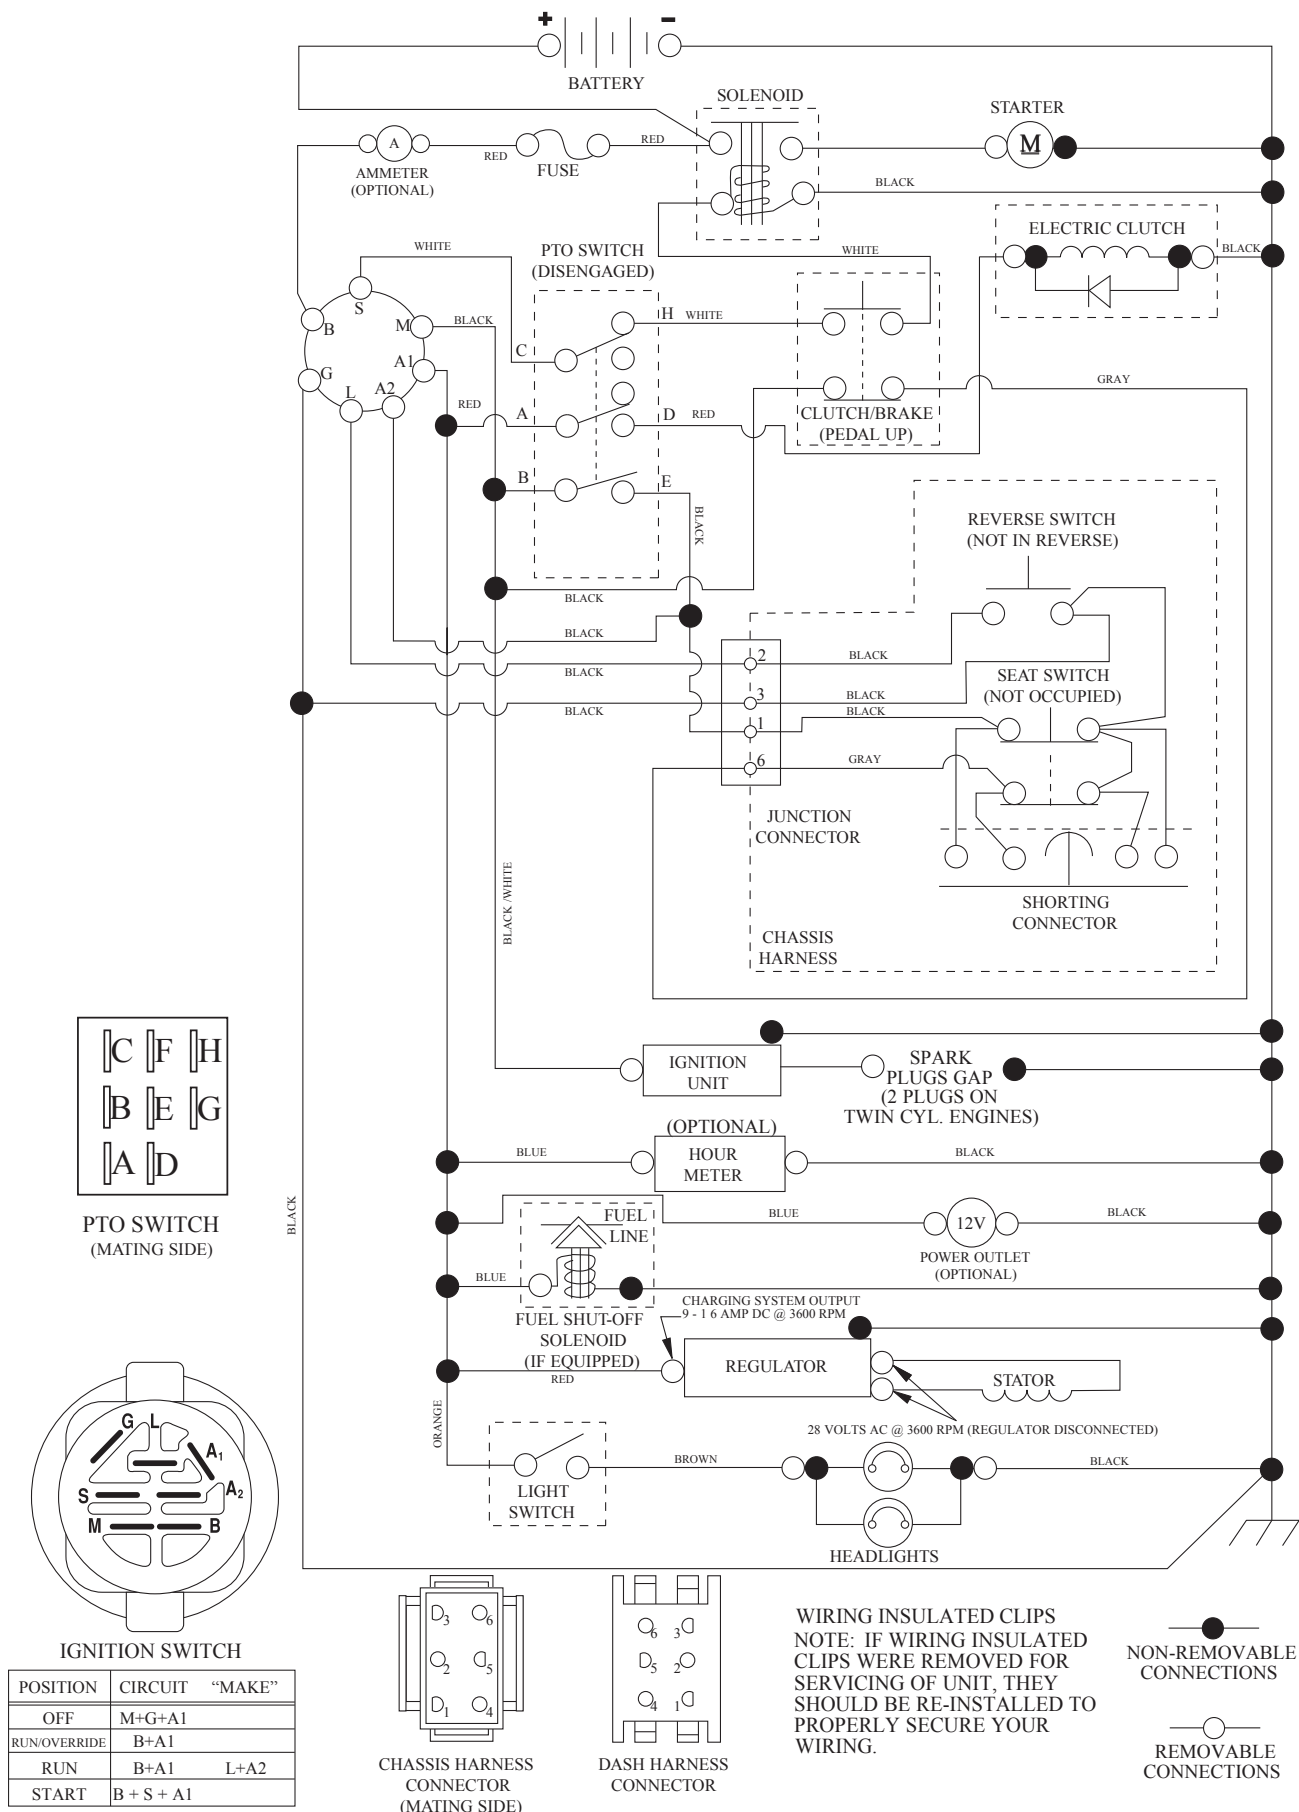 + −
BATTERY
SOLENOID
STARTER
A
M
RED
FUSE
RED
AMMETER
(OPTIONAL)
BLACK
ELECTRIC CLUTCH
BLACK
WHITE
PTO SWITCH
(DISENGAGED)
WHITE
S
B
M
BLACK
H
WHITE
C
G
A1
L
A2
GRAY
RED
A
D
RED
CLUTCH/BRAKE
(PEDAL UP)
B
E
BLACK
REVERSE SWITCH
(NOT IN REVERSE)
BLACK
BLACK
2
BLACK
BLACK
SEAT SWITCH
(NOT OCCUPIED)
3
BLACK
BLACK
BLACK
1
6
GRAY
JUNCTION
CONNECTOR
BLACK /WHITE
SHORTING
CONNECTOR
CHASSIS
HARNESS
C F H
B E G
A D
PTO SWITCH
(MATING SIDE)
IGNITION
UNIT
SPARK
PLUGS GAP
(2 PLUGS ON
TWIN CYL. ENGINES)
(OPTIONAL)
HOUR
METER
BLUE
BLACK
BLACK
FUEL
LINE
BLUE
12V
BLACK
POWER OUTLET
(OPTIONAL)
BLUE
FUEL SHUT-OFF
SOLENOID
(IF EQUIPPED)
CHARGING SYSTEM OUTPUT
9 - 1 6 AMP DC @ 3600 RPM
RED
REGULATOR
STATOR
28 VOLTS AC @ 3600 RPM (REGULATOR DISCONNECTED)
ORANGE
LIGHT
SWITCH
BROWN
BLACK
HEADLIGHTS
G L
A1
A2
S
M
B
IGNITION SWITCH
POSITION CIRCUIT “MAKE”
OFF M+G+A1
RUN/OVERRIDE B+A1
RUN B+A1 L+A2
START B + S + A1
3 6
2 5
1 4
CHASSIS HARNESS
CONNECTOR
(MATING SIDE)
6 3
5 2
4 1
DASH HARNESS
CONNECTOR
WIRING INSULATED CLIPS
NOTE: IF WIRING INSULATED
CLIPS WERE REMOVED FOR
SERVICING OF UNIT, THEY
SHOULD BE RE-INSTALLED TO
PROPERLY SECURE YOUR
WIRING.
NON-REMOVABLE
CONNECTIONS
REMOVABLE
CONNECTIONS